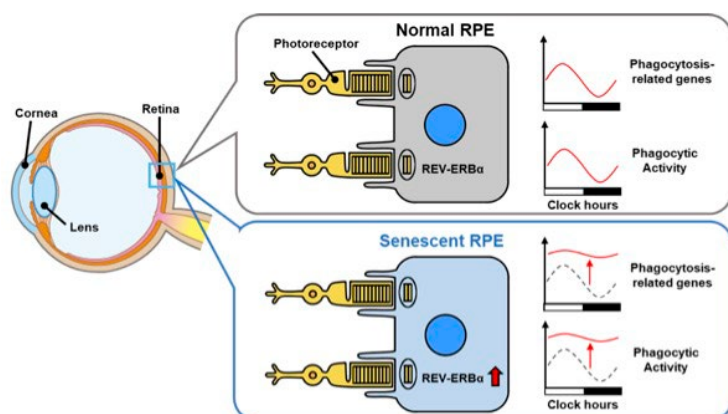 Normal RPE
Photoreceptor
Phagocytosis-
related genes
Retina
Cornea
REV-ERBα
Phagocytic
Activity
Clock hours
Lens
Senescent RPE
Phagocytosis-
related genes
REV-ERBα
Phagocytic
Activity
Clock hours